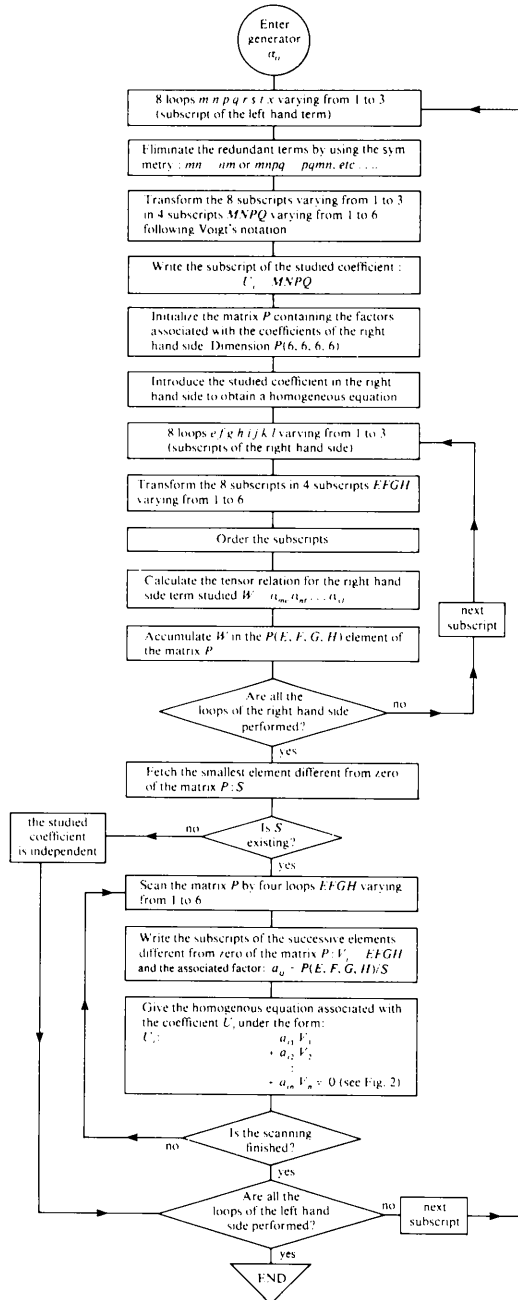 Enter
generator
8 loops m n p q r s t x varying from 1 to 3
(subscript of the left hand term)
Eliminate the redundant terms by using the sym
metry : mn nm or mnpq pqmn, etc ....
Transform the 8 subscripts varying from 1 to 3
in 4 subscripts MNPQ varying from 1 to 6
following Voigt's notation
Write the subscript of the studied coefficient :
U_i MNPQ
Initialize the matrix P containing the factors
associated with the coefficients of the right
hand side Dimension P(6, 6, 6, 6)
Introduce the studied coefficient in the right
hand side to obtain a homogeneous equation
8 loops e f g h i j k l varying from 1 to 3
(subscripts of the right hand side)
Transform the 8 subscripts in 4 subscripts EFGH
varying from 1 to 6
Order the subscripts
Calculate the tensor relation for the right hand
side term studied W
next
subscript
Accumulate W in the P(E, F, G, H) element of
the matrix P
Are all the
loops of the right hand side
performed?
no
yes
Fetch the smallest element different from zero
of the matrix P : S
the studied
coefficient
is independent
no
Is S
existing?
yes
Scan the matrix P by four loops EFGH varying
from 1 to 6
Write the subscripts of the successive elements
different from zero of the matrix P : V_i EFGH
and the associated factor: a_ij = P(E, F, G, H)/S
Give the homogenous equation associated with
the coefficient U_i under the form:
U_i: a_i1 V_1
+ a_i2 V_2
:
+ a_in V_n = 0 (see Fig. 2)
Is the scanning
finished?
no
yes
Are all the
loops of the left hand
side performed?
no
next
subscript
yes
END